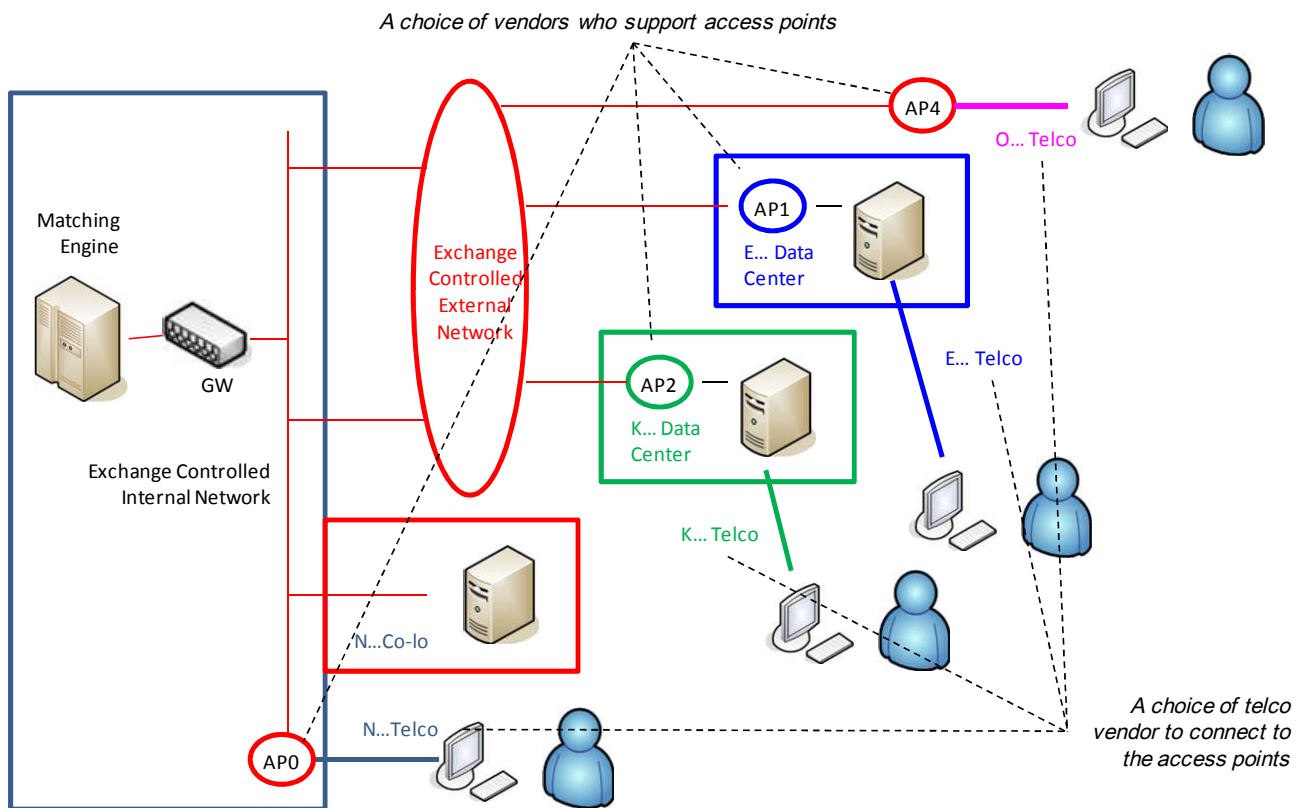 A choice of vendors who support access points
AP4
O... Telco
AP1
E... Data
Center
Matching
Engine
GW
Exchange
Controlled
External
Network
AP2
K... Data
Center
E... Telco
Exchange Controlled
Internal Network
K... Telco
N...Co-lo
N...Telco
AP0
A choice of telco
vendor to connect to
the access points